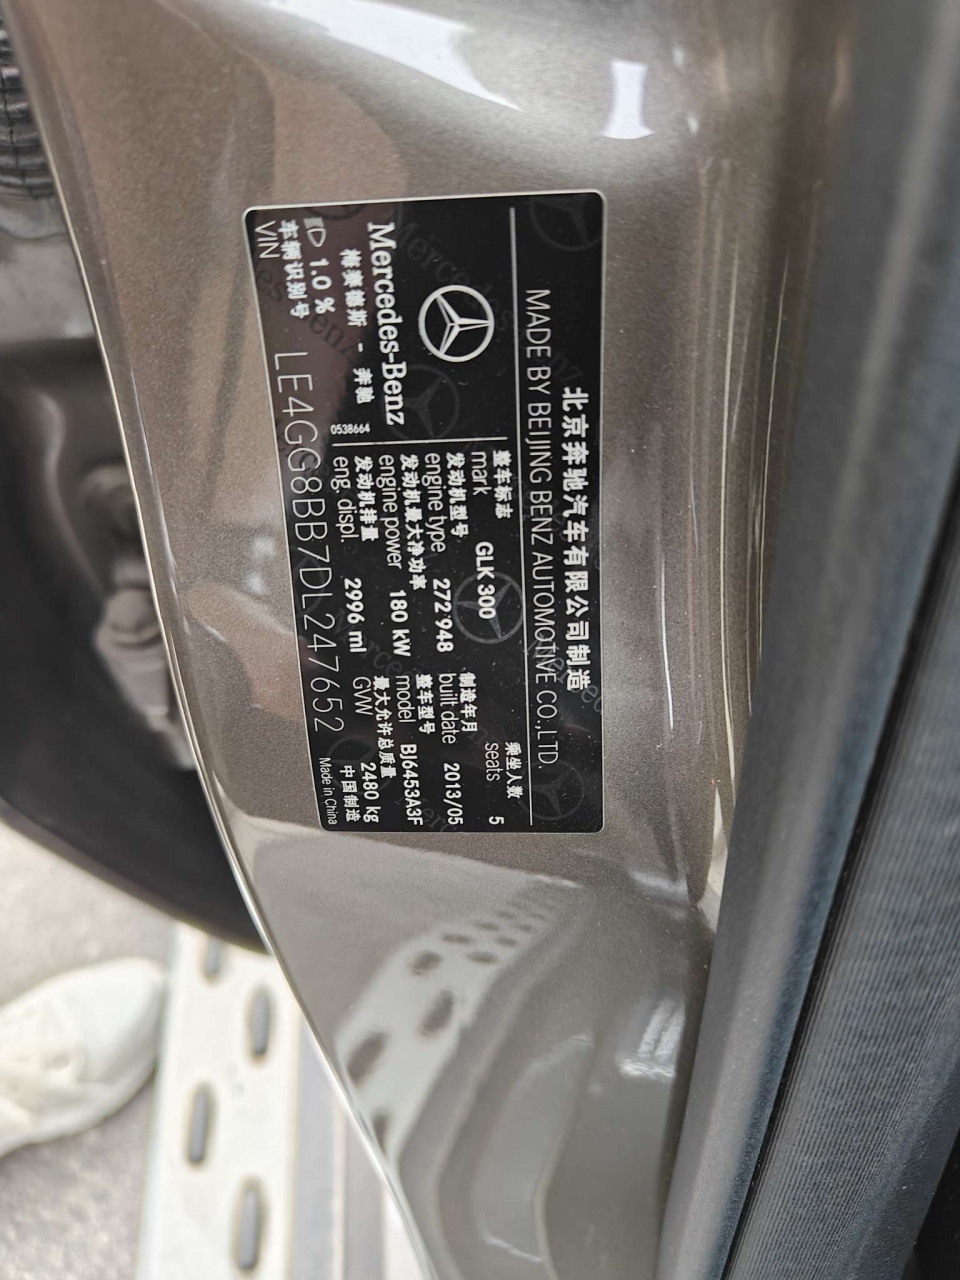 北京奔驰汽车有限公司制造
MADE BY BEIJING BENZ AUTOMOTIVE CO.,LTD.
Mercedes-Benz
梅赛德斯 - 奔驰
0538664
1.0 %
整车标志
mark GLK 300
乘坐人数
seats 5
发动机型号
engine type 272*948
制造年月
built date 2013/05
发动机最大净功率
engine power 180 kW
整车型号
model BJ6453A3F
发动机排量
eng. displ. 2996 ml
最大允许总质量
GVW 2480 kg
车辆识别号
VIN LE4GG8BB7DL247652
中国制造
Made in China